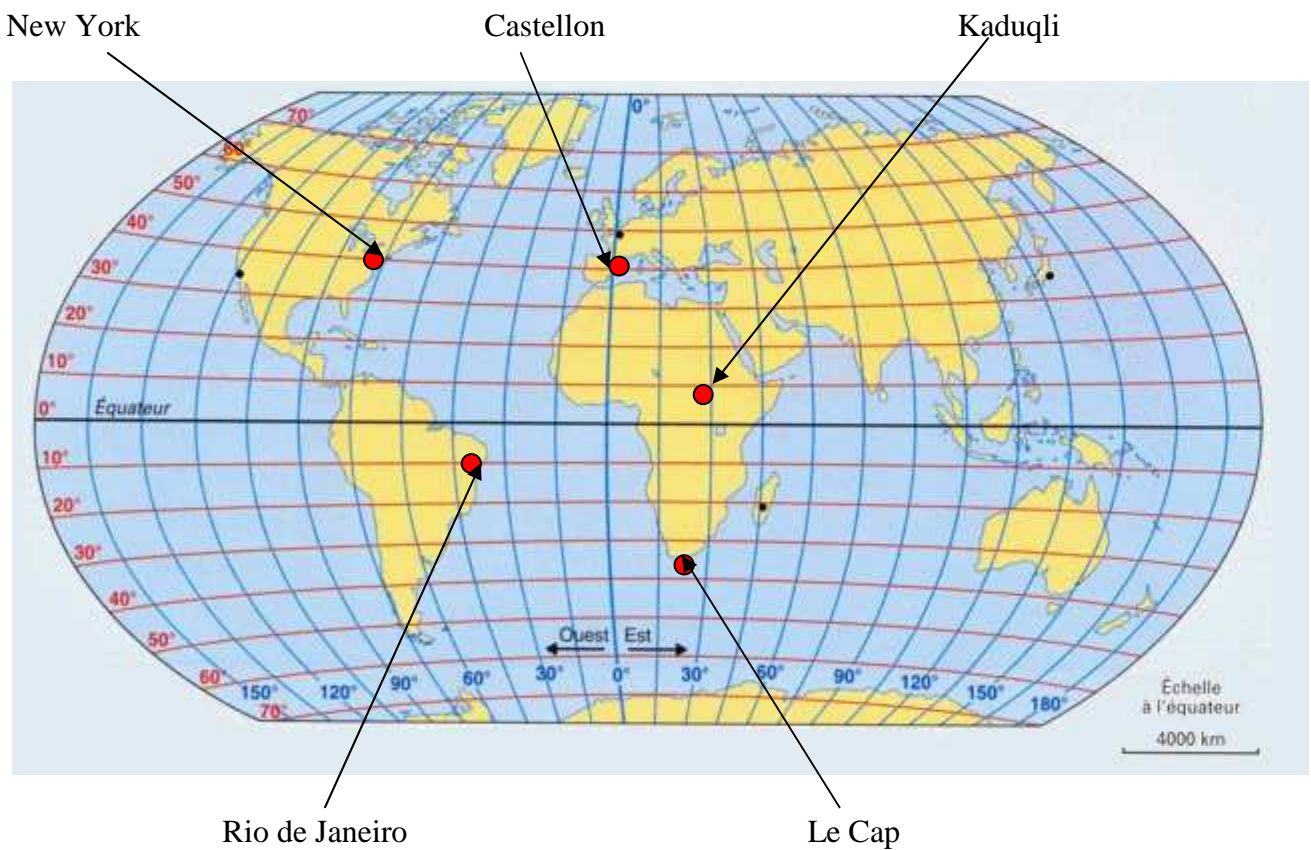 New York Castellon Kaduqli
0°
70°
60°
50°
40°
30°
20°
10°
0° Équateur
10°
20°
30°
40°
50°
60°
70°
Ouest Est
150° 120° 90° 60° 30° 0° 30° 60° 90° 120° 150° 180°
Échelle
à l'équateur
4000 km
Rio de Janeiro Le Cap